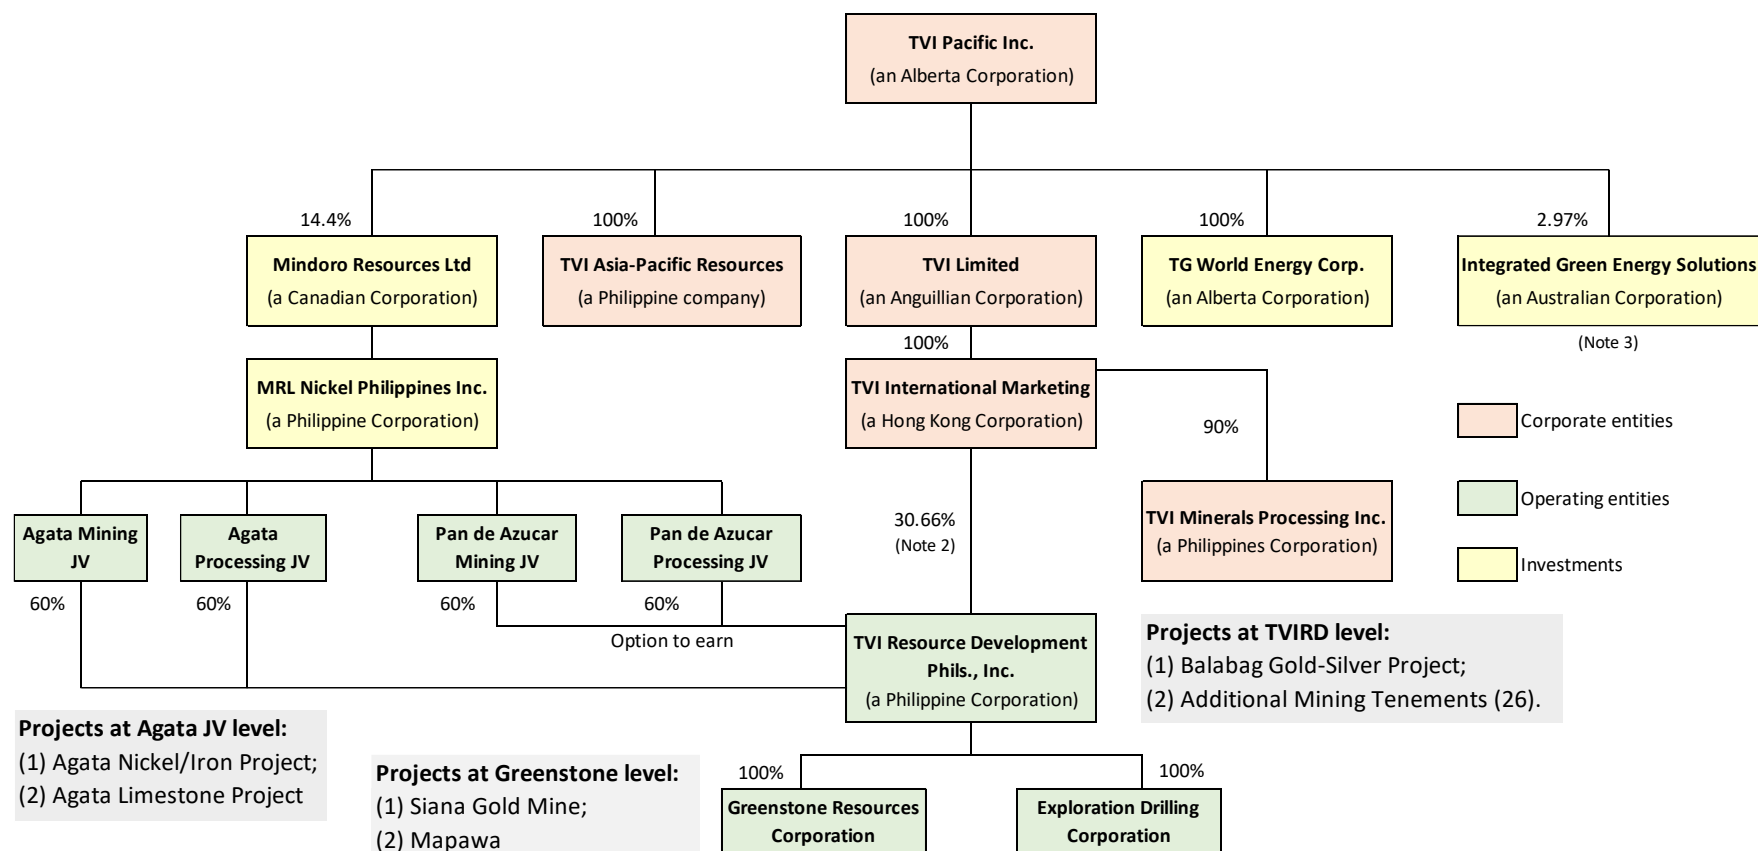 TVI Pacific Inc.
(an Alberta Corporation)
14.4%
100%
100%
100%
2.97%
Mindoro Resources Ltd
(a Canadian Corporation)
TVI Asia-Pacific Resources
(a Philippine company)
TVI Limited
(an Anguillian Corporation)
TG World Energy Corp.
(an Alberta Corporation)
Integrated Green Energy Solutions
(an Australian Corporation)
(Note 3)
100%
MRL Nickel Philippines Inc.
(a Philippine Corporation)
TVI International Marketing
(a Hong Kong Corporation)
90%
Corporate entities
Operating entities
Investments
Agata Mining
JV
Agata
Processing JV
Pan de Azucar
Mining JV
Pan de Azucar
Processing JV
30.66%
(Note 2)
TVI Minerals Processing Inc.
(a Philippines Corporation)
60%
60%
60%
60%
Option to earn
TVI Resource Development
Phils., Inc.
(a Philippine Corporation)
Projects at TVIRD level:
(1) Balabag Gold-Silver Project;
(2) Additional Mining Tenements (26).
Projects at Agata JV level:
(1) Agata Nickel/Iron Project;
(2) Agata Limestone Project
Projects at Greenstone level:
(1) Siana Gold Mine;
(2) Mapawa
100%
100%
Greenstone Resources
Corporation
Exploration Drilling
Corporation